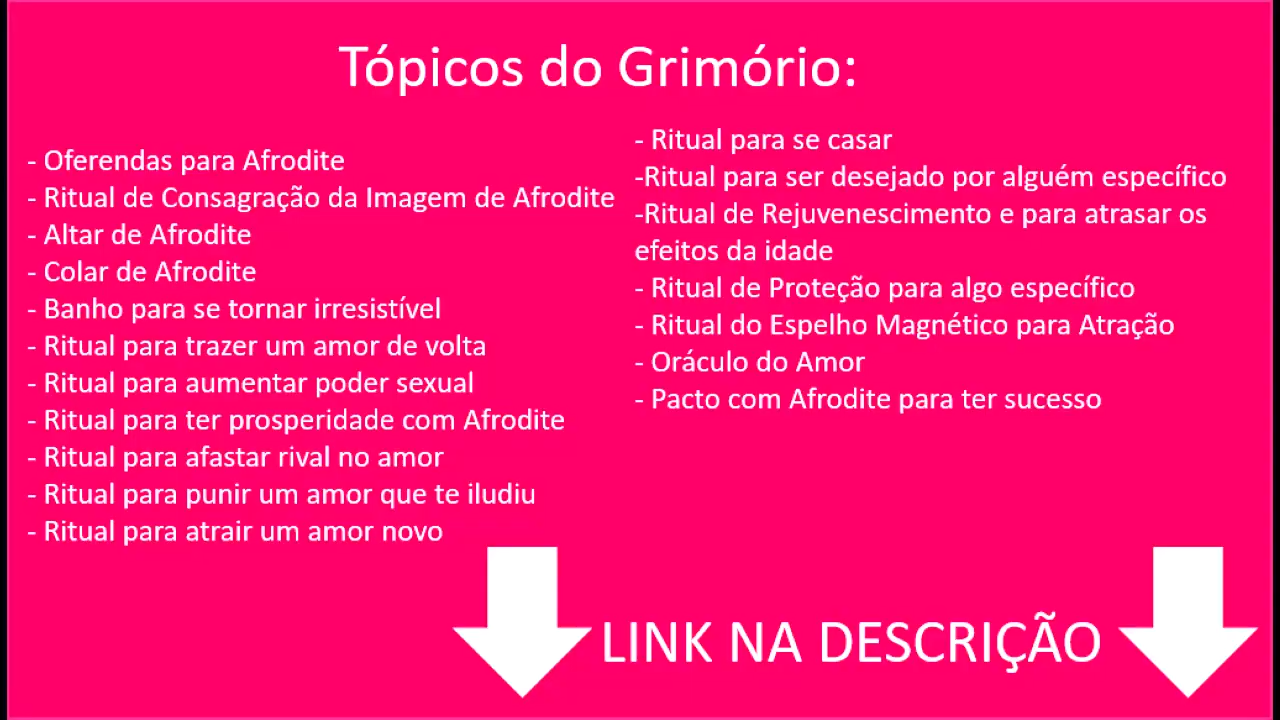 Tópicos do Grimório:
- Oferendas para Afrodite
- Ritual de Consagração da Imagem de Afrodite
- Altar de Afrodite
- Colar de Afrodite
- Banho para se tornar irresistível
- Ritual para trazer um amor de volta
- Ritual para aumentar poder sexual
- Ritual para ter prosperidade com Afrodite
- Ritual para afastar rival no amor
- Ritual para punir um amor que te iludiu
- Ritual para atrair um amor novo
- Ritual para se casar
-Ritual para ser desejado por alguém específico
-Ritual de Rejuvenescimento e para atrasar os
efeitos da idade
- Ritual de Proteção para algo específico
- Ritual do Espelho Magnético para Atração
- Oráculo do Amor
- Pacto com Afrodite para ter sucesso
LINK NA DESCRIÇÃO